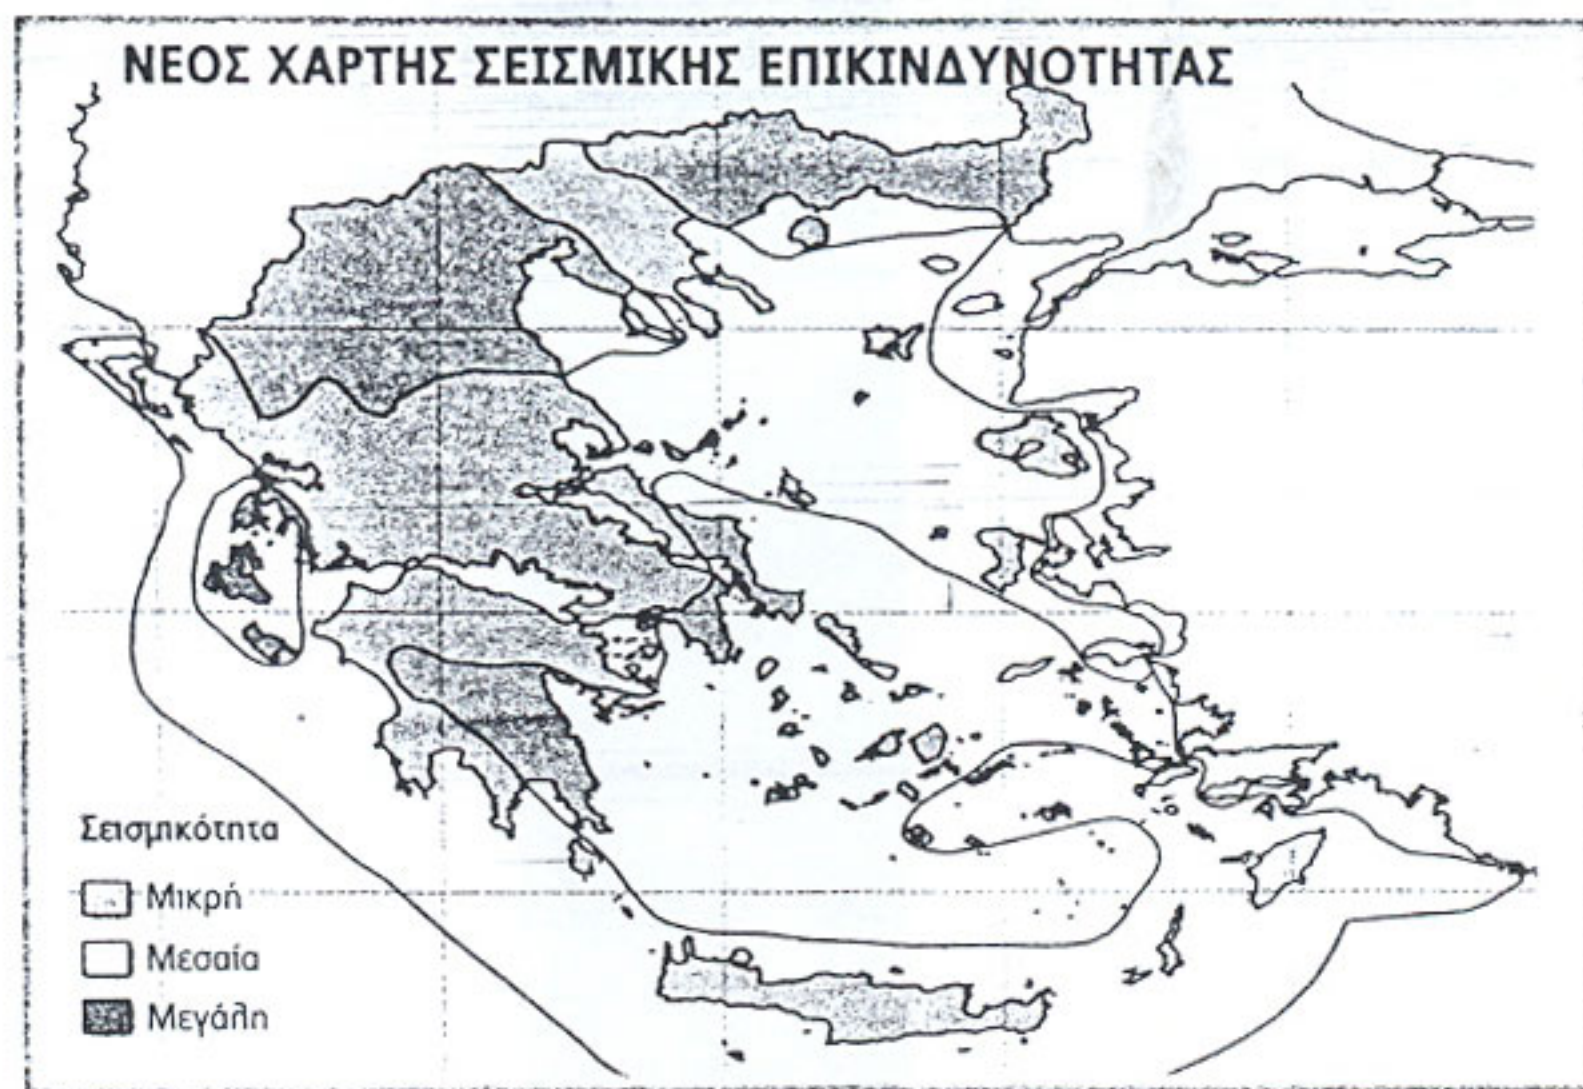 ΝΕΟΣ ΧΑΡΤΗΣ ΣΕΙΣΜΙΚΗΣ ΕΠΙΚΙΝΔΥΝΟΤΗΤΑΣ
Σεισμικότητα
Μικρή
Μεσαία
Μεγάλη